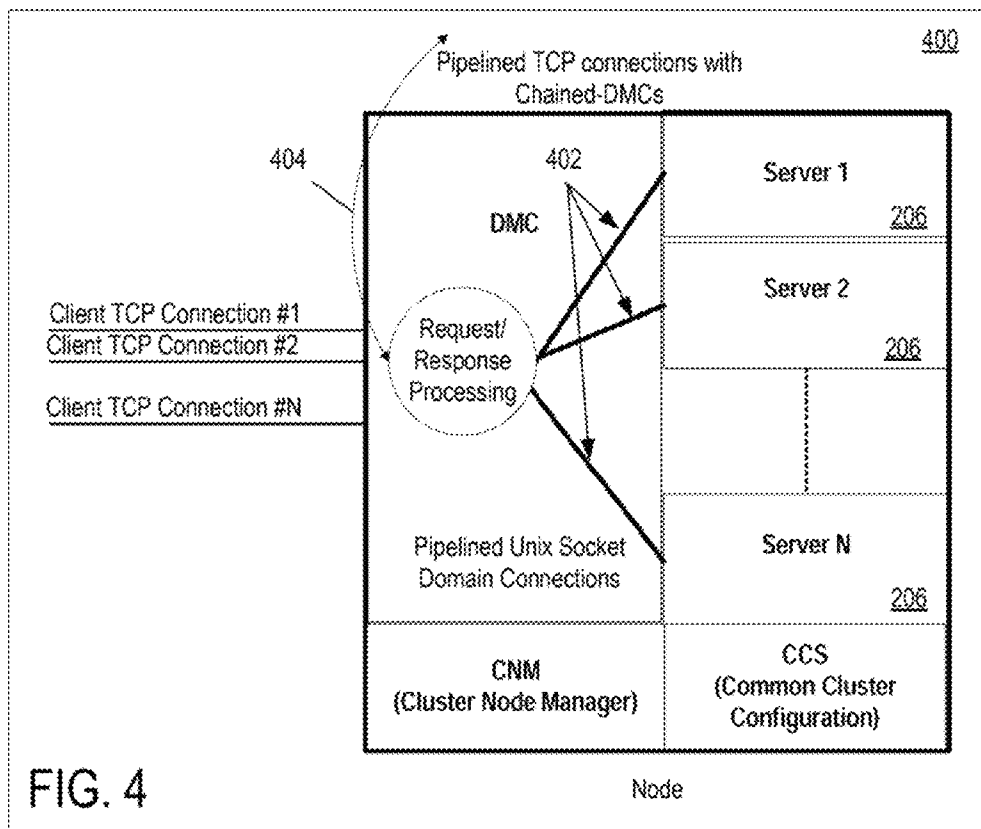 400
Pipelined TCP connections with
Chained-DMCs
404
402
Server 1
206
DMC
Server 2
206
Client TCP Connection #1
Client TCP Connection #2
Client TCP Connection #N
Request/
Response
Processing
Server N
206
Pipelined Unix Socket
Domain Connections
CNM
(Cluster Node Manager)
CCS
(Common Cluster
Configuration)
FIG. 4
Node